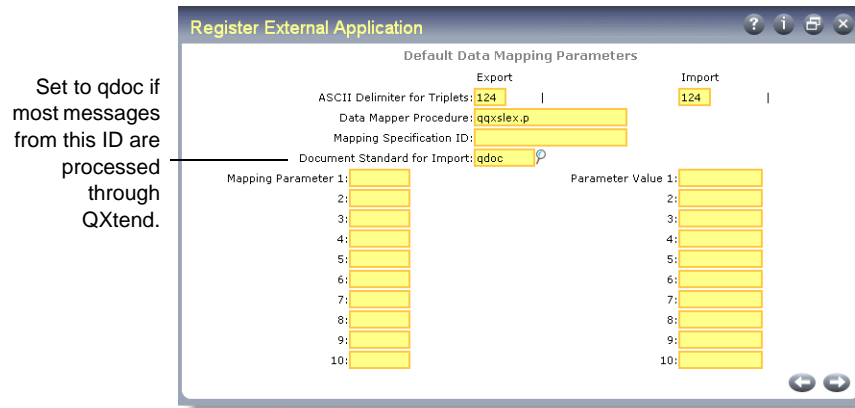 Register External Application
Default Data Mapping Parameters
Export Import
ASCII Delimiter for Triplets: 124 | 124 |
Data Mapper Procedure: qqxslex.p
Mapping Specification ID:
Document Standard for Import: qdoc
Mapping Parameter 1: Parameter Value 1:
2: 2:
3: 3:
4: 4:
5: 5:
6: 6:
7: 7:
8: 8:
9: 9:
10: 10:
Set to qdoc if
most messages
from this ID are
processed
through
QXtend.